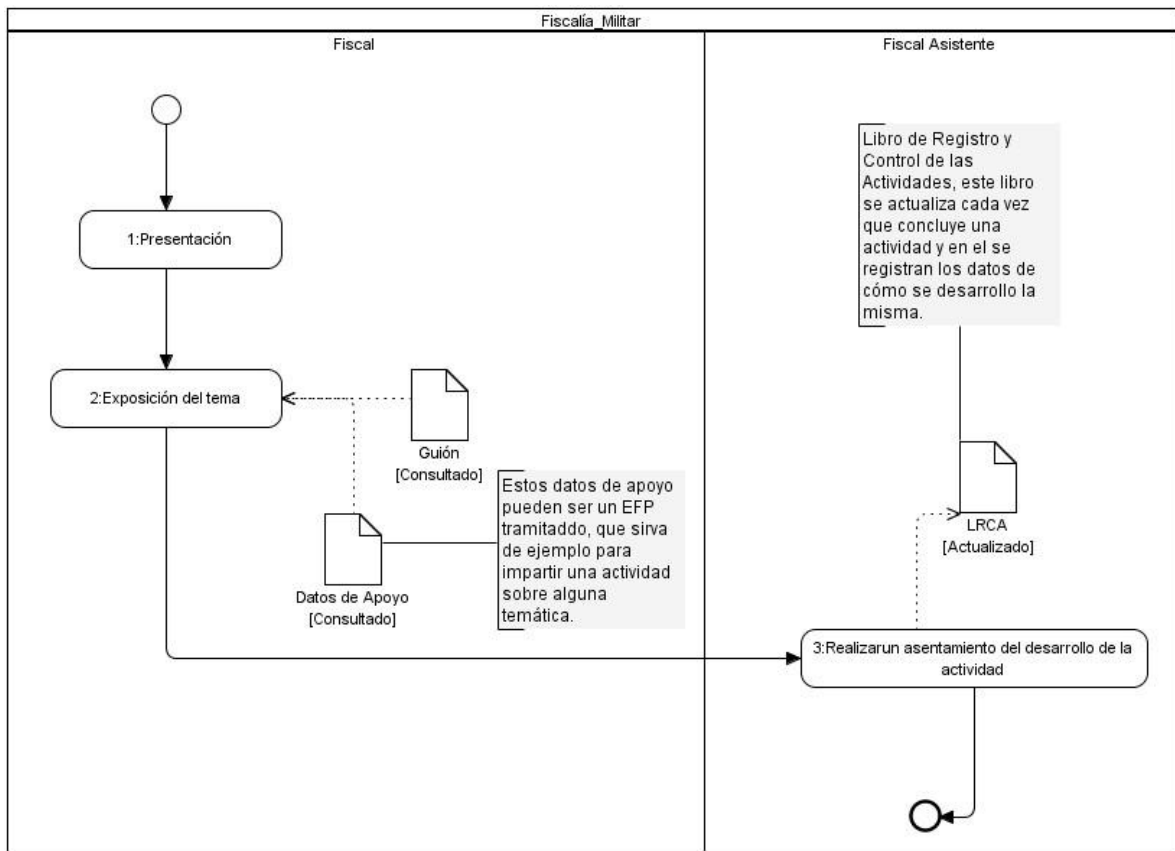 Fiscalía_Militar
Fiscal
Fiscal Asistente
1:Presentación
2:Exposición del tema
Guión
[Consultado]
Datos de Apoyo
[Consultado]
Estos datos de apoyo
pueden ser un EFP
tramitaddo, que sirva
de ejemplo para
impartir una actividad
sobre alguna
temática.
Libro de Registro y
Control de las
Actividades, este libro
se actualiza cada vez
que concluye una
actividad y en el se
registran los datos de
cómo se desarrollo la
misma.
LRCA
[Actualizado]
3:Realizarun asentamiento del desarrollo de la
actividad